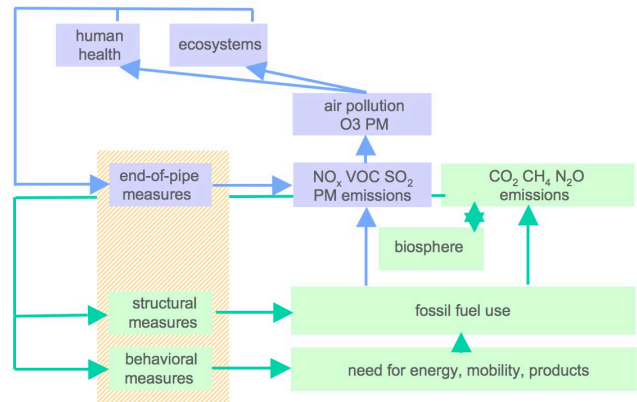 human
health
ecosystems
air pollution
O3 PM
end-of-pipe
measures
NOₓ VOC SO₂
PM emissions
CO₂ CH₄ N₂O
emissions
biosphere
structural
measures
fossil fuel use
behavioral
measures
need for energy, mobility, products